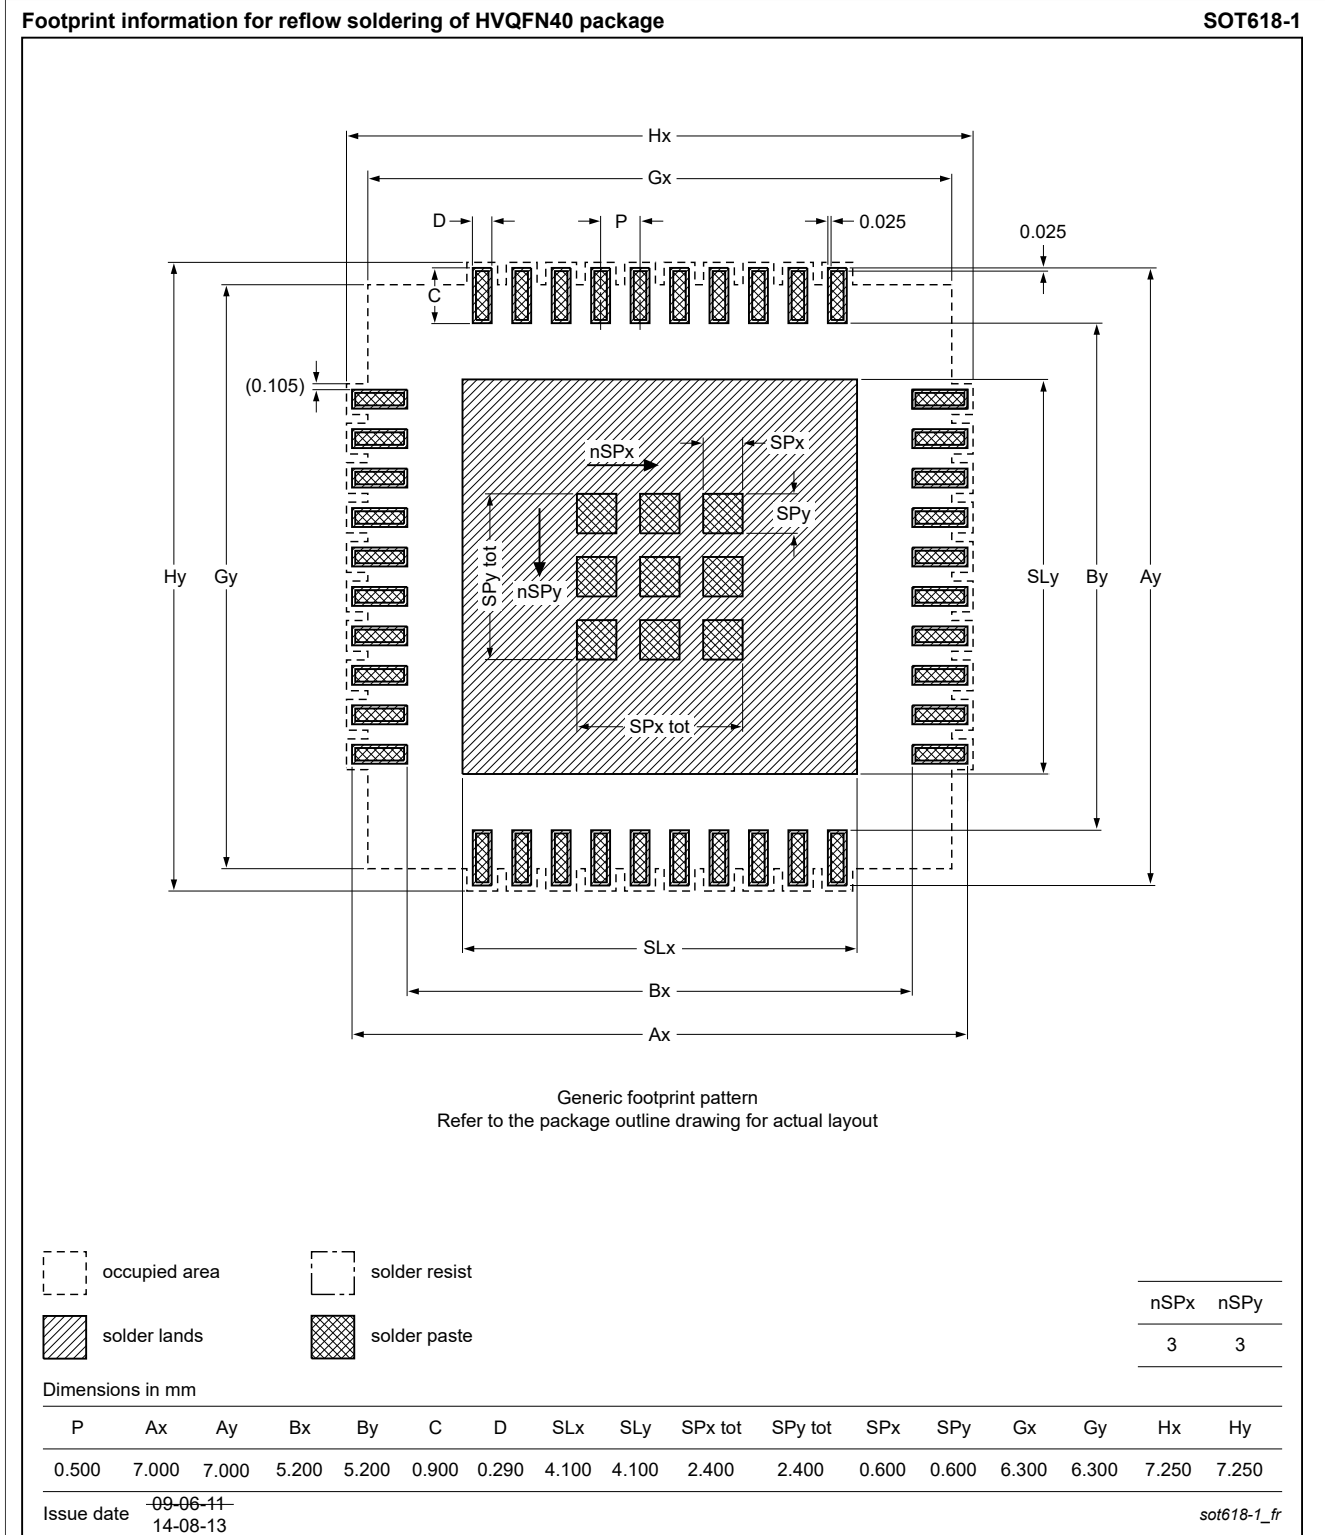 Footprint information for reflow soldering of HVQFN40 package SOT618-1
Hx
Gx
D P 0.025
0.025
C
(0.105)
nSPx SPx
SPy
SPy tot
nSPy
Hy Gy SLy By Ay
SPx tot
SLx
Bx
Ax
Generic footprint pattern
Refer to the package outline drawing for actual layout
occupied area solder resist
solder lands solder paste
nSPx nSPy
3 3
Dimensions in mm
P Ax Ay Bx By C D SLx SLy SPx tot SPy tot SPx SPy Gx Gy Hx Hy
0.500 7.000 7.000 5.200 5.200 0.900 0.290 4.100 4.100 2.400 2.400 0.600 0.600 6.300 6.300 7.250 7.250
Issue date 09-06-11
14-08-13
sot618-1_fr